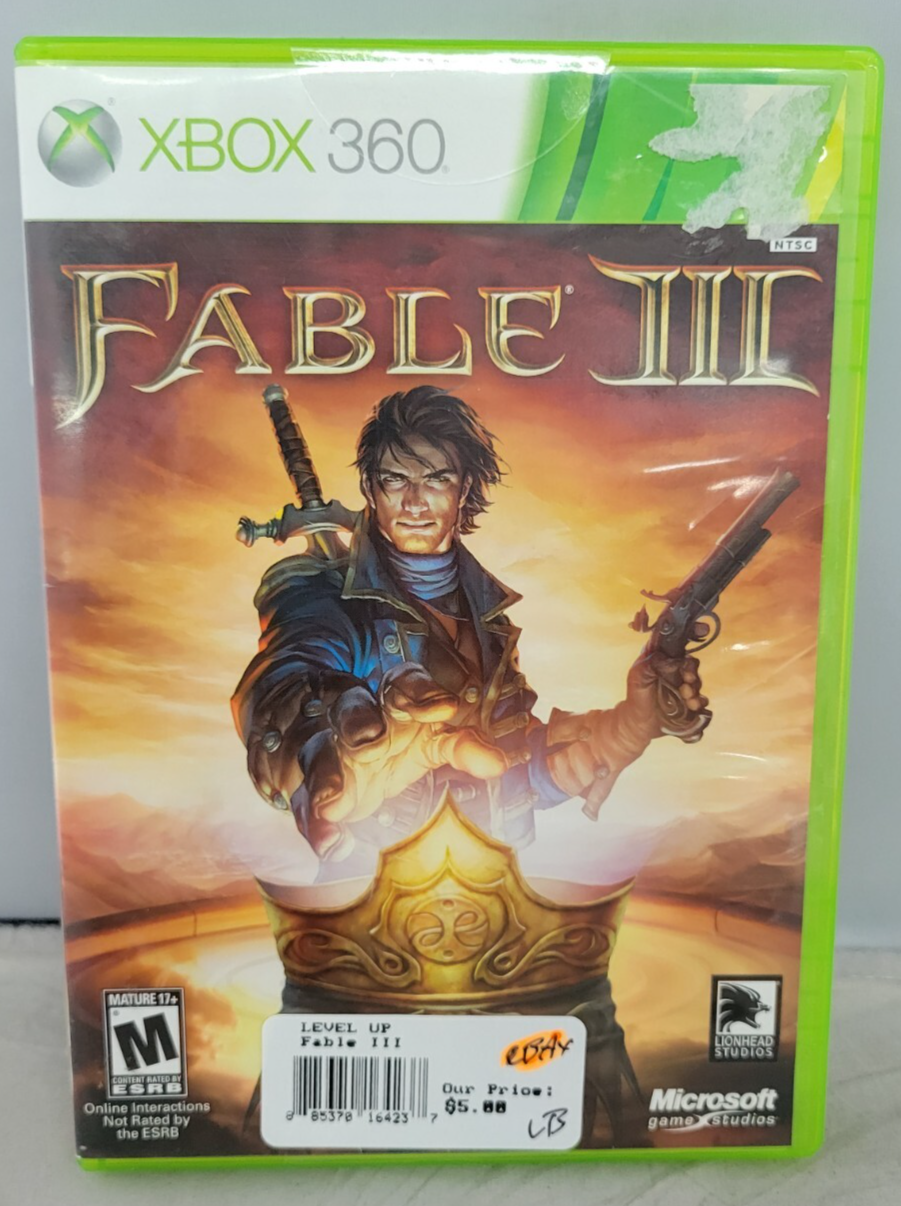 XBOX 360
NTSC
FABLE® III
MATURE 17+
M
CONTENT RATED BY
ESRB
Online Interactions
Not Rated by
the ESRB
LEVEL UP
Fable III
EBAY
8 85370 16423 7
Our Price:
$5.00
LB
LIONHEAD
STUDIOS
Microsoft
game studios